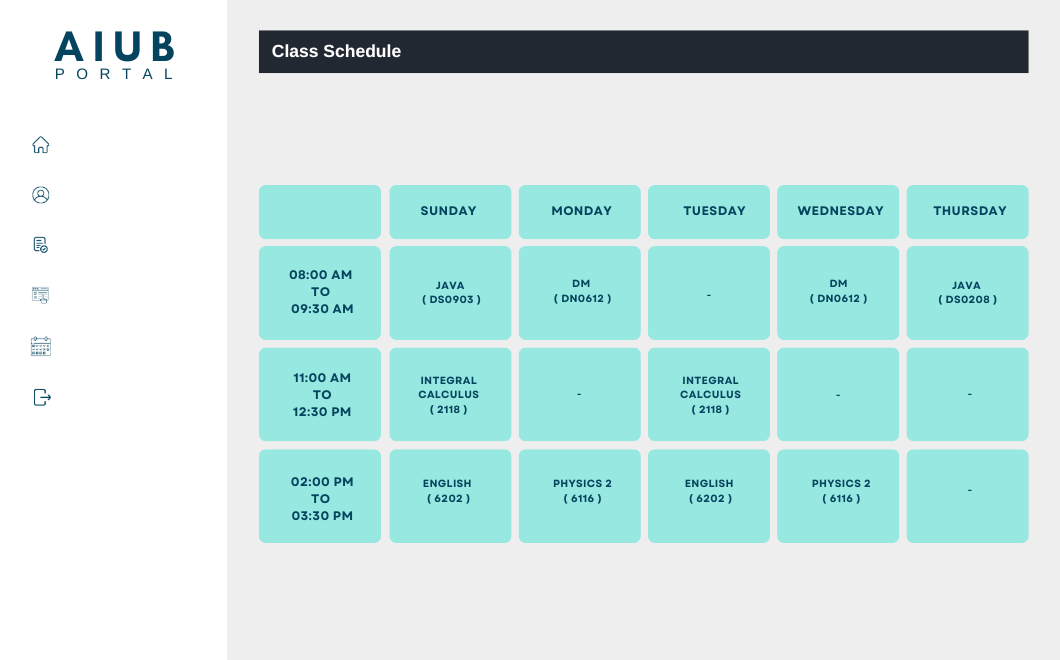 AIUB
PORTAL
Class Schedule
SUNDAY MONDAY TUESDAY WEDNESDAY THURSDAY
08:00 AM
TO
09:30 AM
JAVA
( DS0903 )
DM
( DN0612 )
-
DM
( DN0612 )
JAVA
( DS0208 )
11:00 AM
TO
12:30 PM
INTEGRAL
CALCULUS
( 2118 )
-
INTEGRAL
CALCULUS
( 2118 )
-
-
02:00 PM
TO
03:30 PM
ENGLISH
( 6202 )
PHYSICS 2
( 6116 )
ENGLISH
( 6202 )
PHYSICS 2
( 6116 )
-